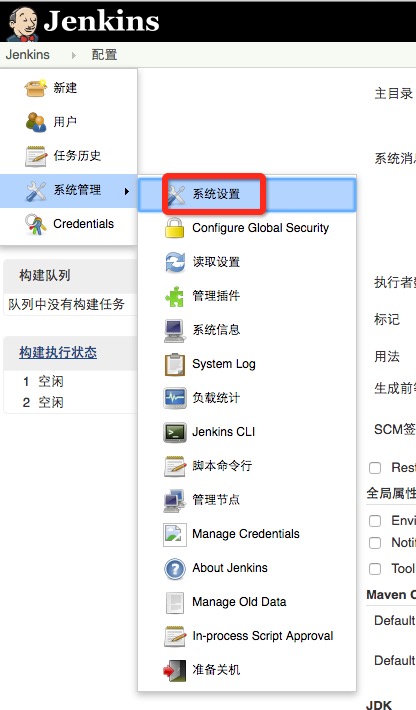 Jenkins
Jenkins 配置
新建
用户
任务历史
系统管理
Credentials
系统设置
Configure Global Security
读取设置
管理插件
系统信息
System Log
负载统计
Jenkins CLI
脚本命令行
管理节点
Manage Credentials
About Jenkins
Manage Old Data
In-process Script Approval
准备关机
构建队列
队列中没有构建任务
构建执行状态
1 空闲
2 空闲
主目录
系统消
执行者
标记
用法
生成前
SCM签
Rest
全局属性
Envi
Notif
Tool
Maven C
Default
Default
JDK